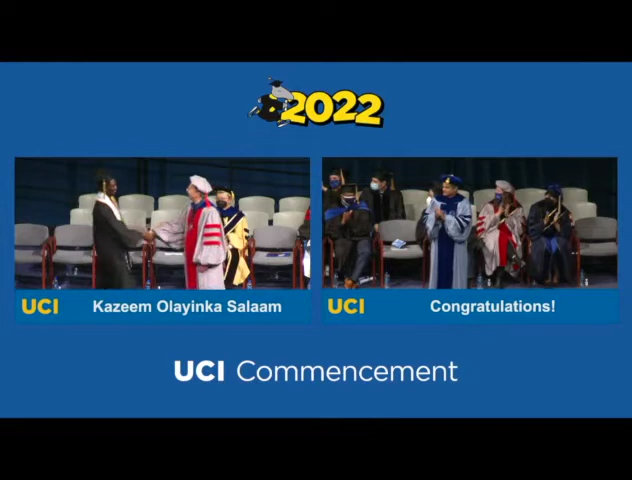 2022
UCI Kazeem Olayinka Salaam
UCI Congratulations!
UCI Commencement